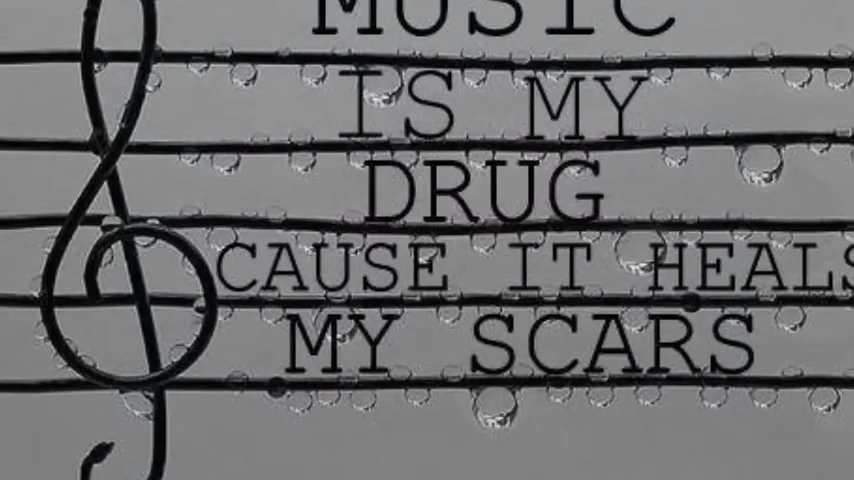 MUSIC
IS MY
DRUG
CAUSE IT HEALS
MY SCARS